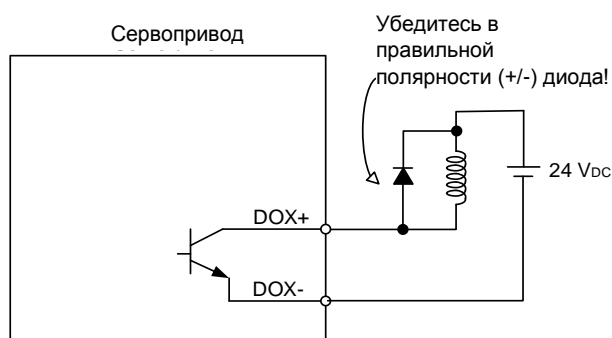 Сервопривод
Убедитесь в
правильной
полярности (+/-) диода!
24 VDC
DOX+
DOX-